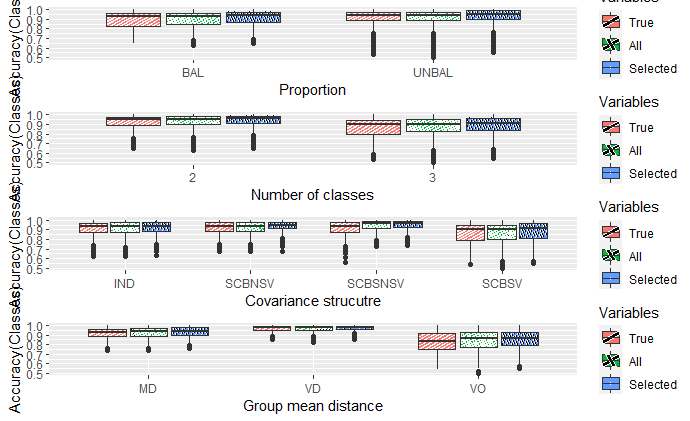 Accuracy(Classes)
1.0
0.9
0.8
0.7
0.6
0.5
BAL
UNBAL
Proportion
Variables
True
All
Selected
Accuracy(Classes)
1.0
0.9
0.8
0.7
0.6
0.5
2
3
Number of classes
Variables
True
All
Selected
Accuracy(Classes)
1.0
0.9
0.8
0.7
0.6
0.5
IND
SCBNSV
SCBSNSV
SCBSV
Covariance strucutre
Variables
True
All
Selected
Accuracy(Classes)
1.0
0.9
0.8
0.7
0.6
0.5
MD
VD
VO
Group mean distance
Variables
True
All
Selected